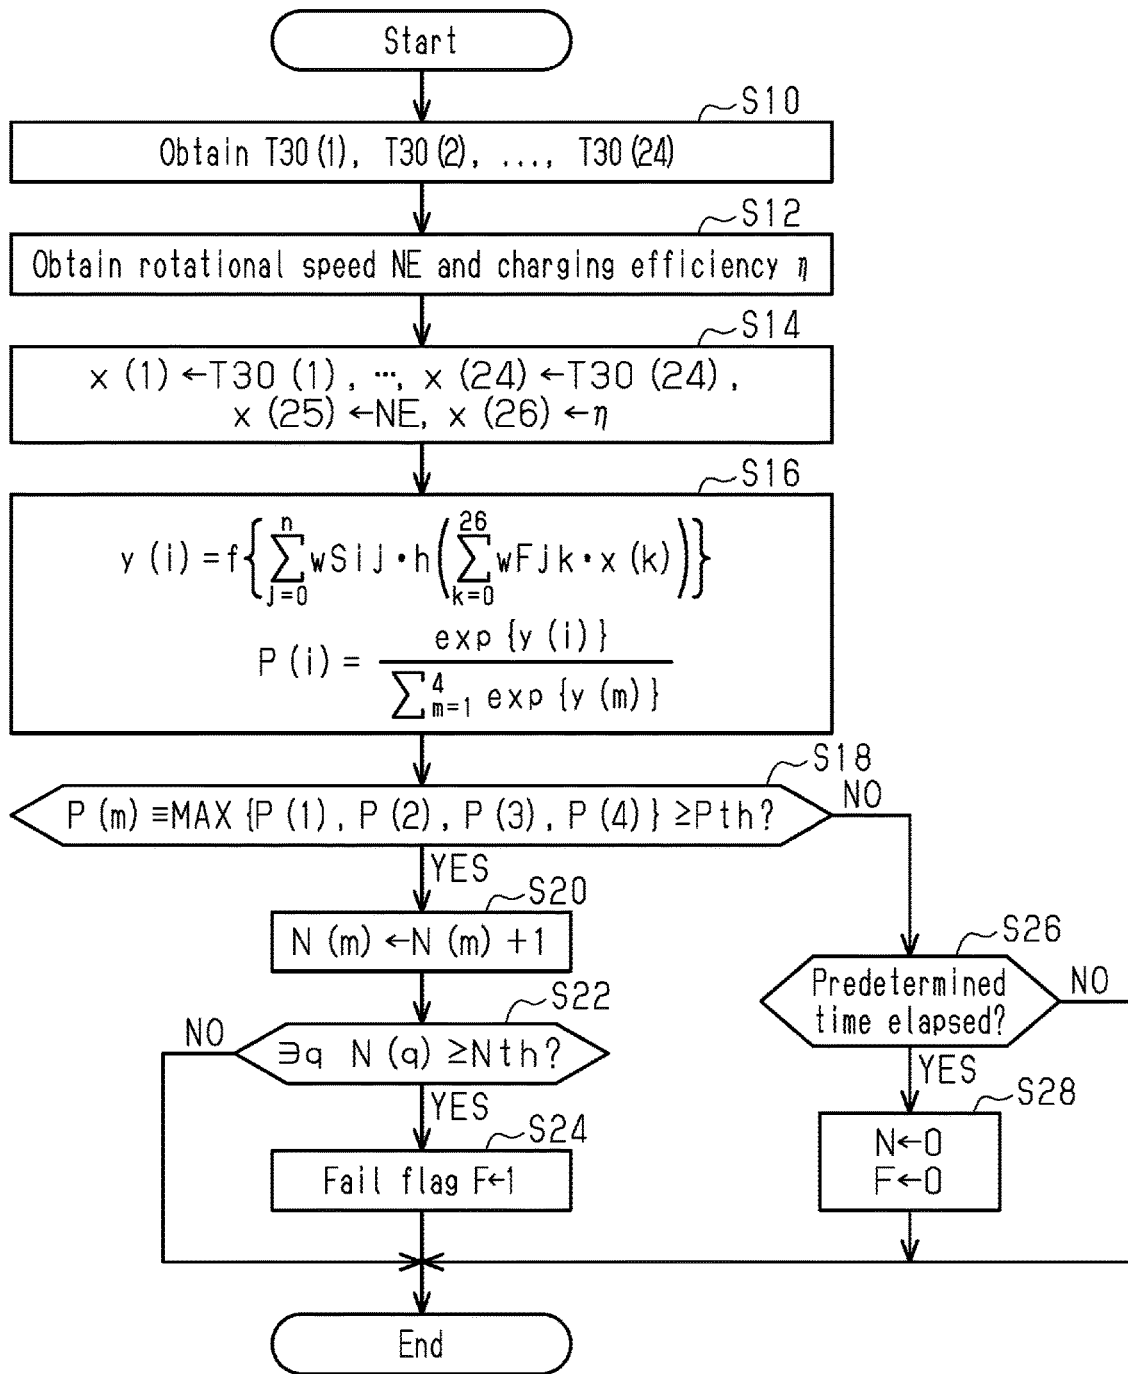 Start
S10
Obtain T30 (1), T30 (2), ..., T30 (24)
S12
Obtain rotational speed NE and charging efficiency η
S14
x (1) ←T30 (1), …, x (24) ←T30 (24),
x (25) ←NE, x (26) ←η
S16
y (i) =f{∑_{j=0}^{n} wSij·h(∑_{k=0}^{26} wFjk·x (k))}
P (i) = exp {y (i)} / ∑_{m=1}^{4} exp {y (m)}
S18
P (m) ≡MAX {P (1), P (2), P (3), P (4)} ≥Pth?
NO
YES
S20
N (m) ←N (m) +1
S26
Predetermined
time elapsed?
NO
S22
NO
∃q N (q) ≥Nth?
YES
YES
S28
N←0
F←0
S24
Fail flag F←1
End